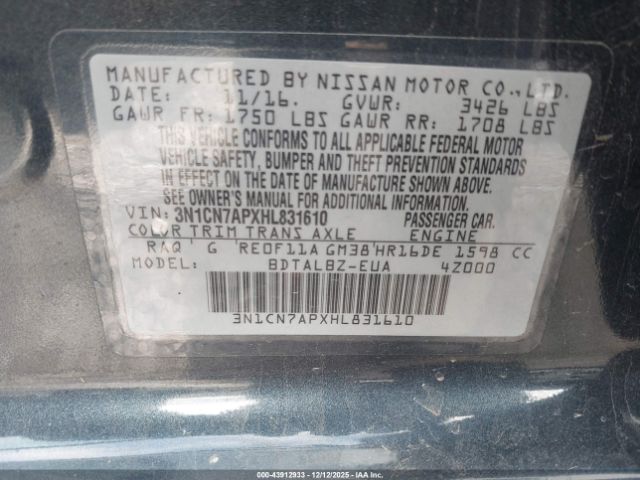 MANUFACTURED BY NISSAN MOTOR CO., LTD.
DATE: 11/16. GVWR: 3426 LBS
GAWR FR: 1750 LBS GAWR RR: 1708 LBS
THIS VEHICLE CONFORMS TO ALL APPLICABLE FEDERAL MOTOR
VEHICLE SAFETY, BUMPER AND THEFT PREVENTION STANDARDS
IN EFFECT ON THE DATE OF MANUFACTURE SHOWN ABOVE.
SEE OWNER'S MANUAL FOR ADDITIONAL INFORMATION.
VIN: 3N1CN7APXHL831610 PASSENGER CAR.
COLOR TRIM TRANS AXLE ENGINE
RAQ' G RE0F11A GM38'HR16DE 1598 CC
MODEL: BDTALBZ-EUA 4Z000
3N1CN7APXHL831610
© 000-43912933 - 12/12/2025 - IAA Holdings, LLC